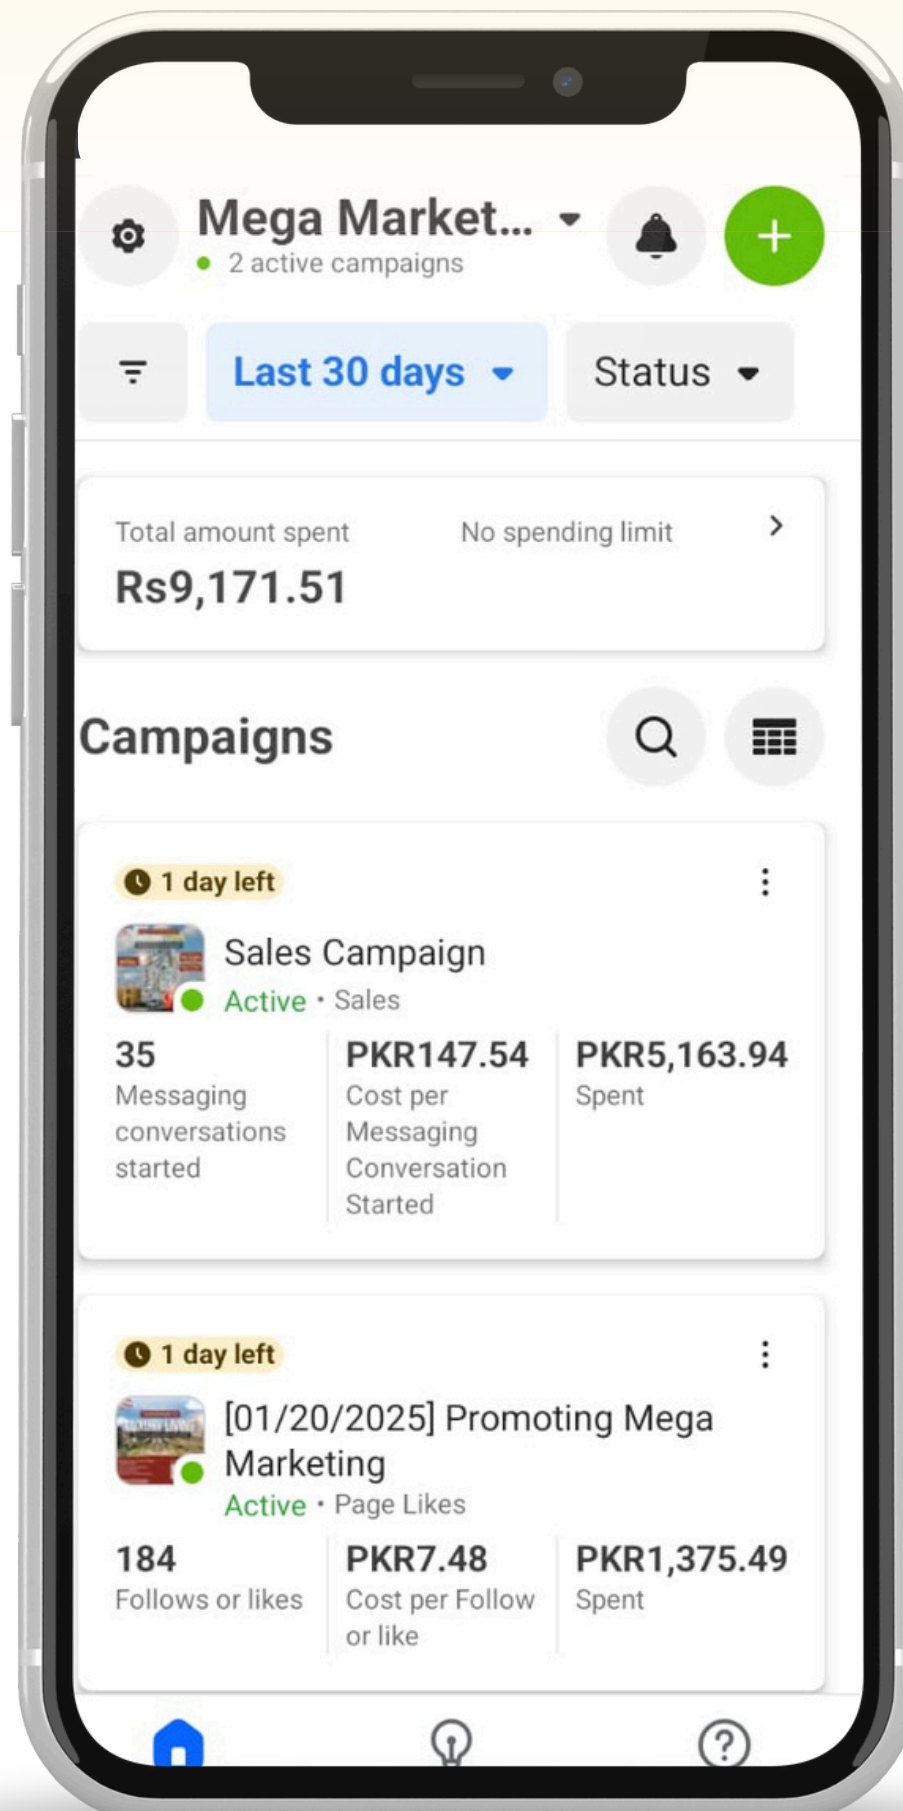 Mega Market...
2 active campaigns
Last 30 days
Status
Total amount spent
No spending limit
Rs9,171.51
Campaigns
1 day left
Sales Campaign
Active • Sales
35
Messaging
conversations
started
PKR147.54
Cost per
Messaging
Conversation
Started
PKR5,163.94
Spent
1 day left
[01/20/2025] Promoting Mega
Marketing
Active • Page Likes
184
Follows or likes
PKR7.48
Cost per Follow
or like
PKR1,375.49
Spent